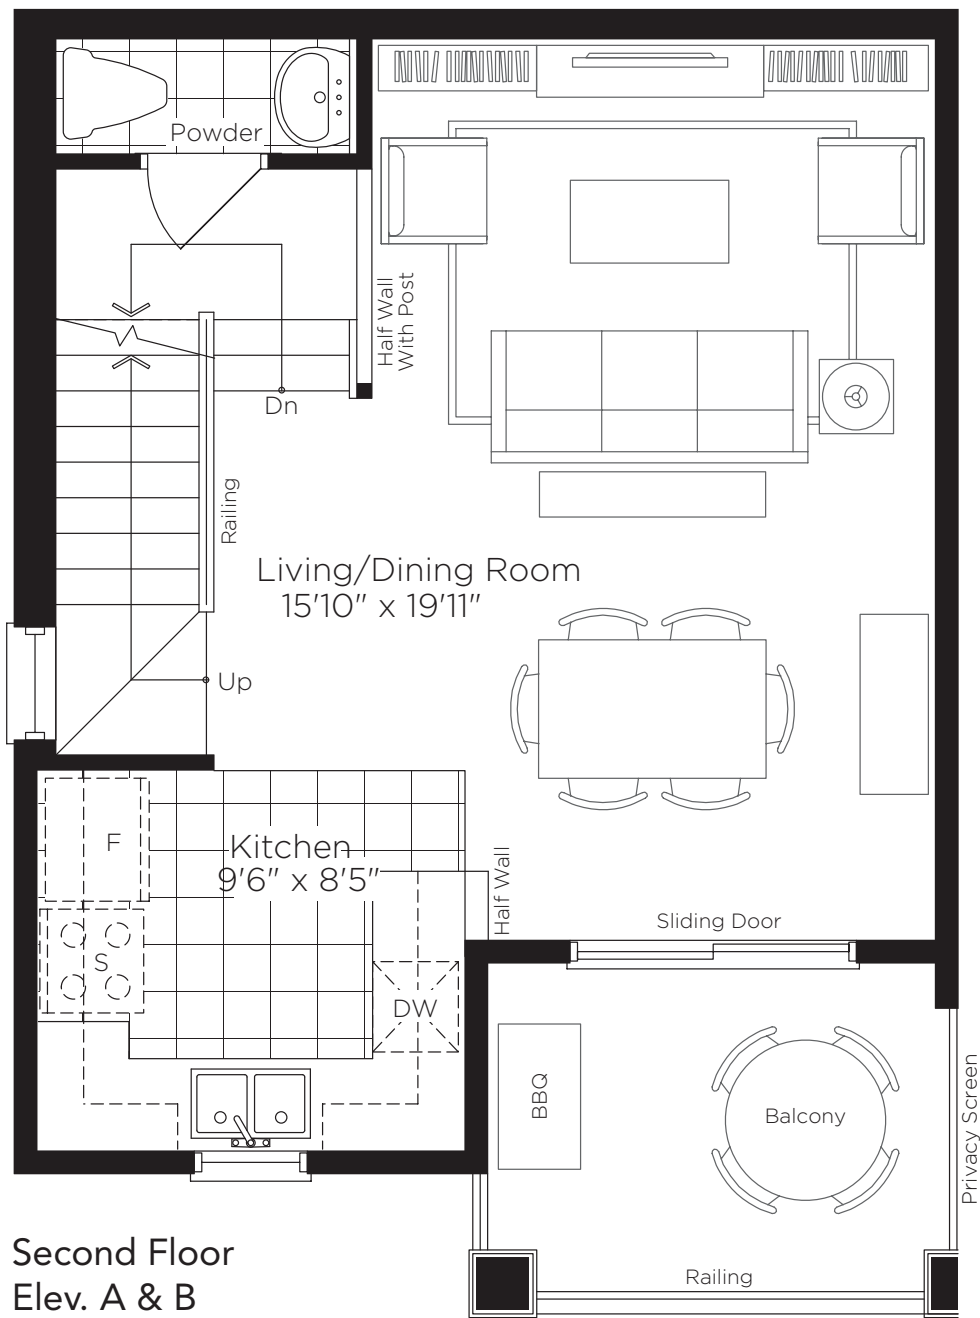 Powder
Half Wall
With Post
Dn
Railing
Living/Dining Room
15'10" x 19'11"
Up
F
Kitchen
9'6" x 8'5"
Half Wall
Sliding Door
S
DW
BBQ
Balcony
Privacy Screen
Railing
Second Floor
Elev. A & B